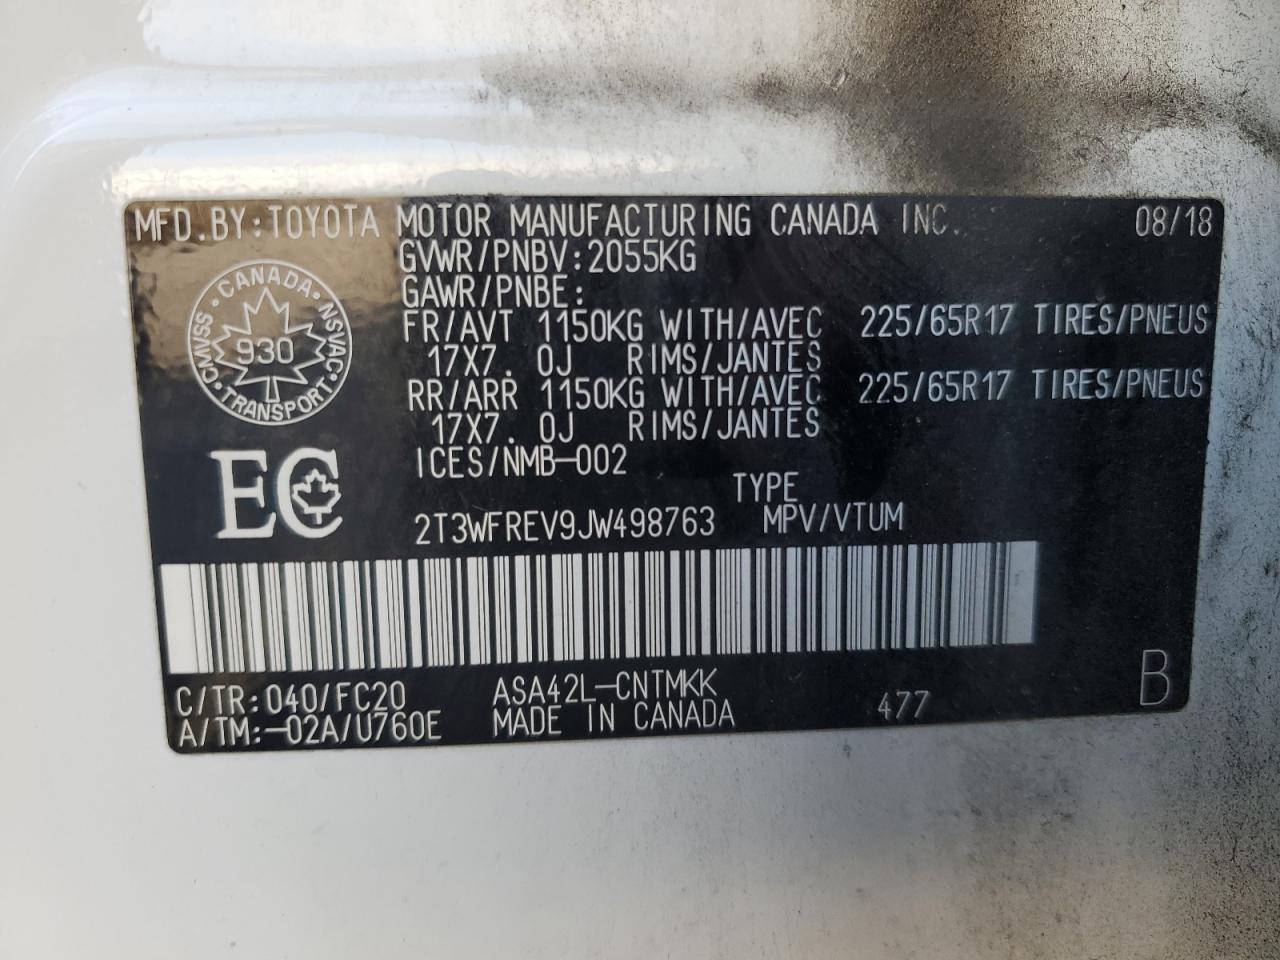 MFD.BY:TOYOTA MOTOR MANUFACTURING CANADA INC. 08/18
GVWR/PNBV:2055KG
GAWR/PNBE:
FR/AVT 1150KG WITH/AVEC 225/65R17 TIRES/PNEUS
17X7.0J RIMS/JANTES
RR/ARR 1150KG WITH/AVEC 225/65R17 TIRES/PNEUS
17X7.0J RIMS/JANTES
ICES/NMB-002
CANADA
CMVSS 930 NSVAC
TRANSPORT
EC
TYPE
2T3WFREV9JW498763 MPV/VTUM
C/TR:040/FC20 ASA42L-CNTMKK 477 B
A/TM:-02A/U760E MADE IN CANADA